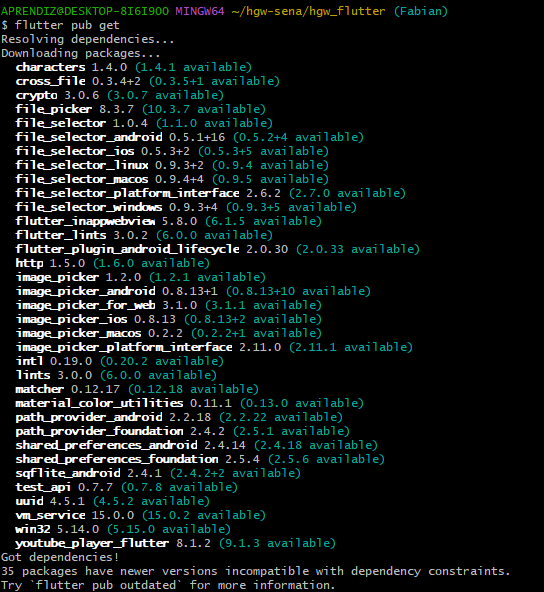 APRENDIZ@DESKTOP-8I6I9OO MINGW64 ~/hgw-sena/hgw_flutter (Fabian)
$ flutter pub get
Resolving dependencies...
Downloading packages...
  characters 1.4.0 (1.4.1 available)
  cross_file 0.3.4+2 (0.3.5+1 available)
  crypto 3.0.6 (3.0.7 available)
  file_picker 8.3.7 (10.3.7 available)
  file_selector 1.0.4 (1.1.0 available)
  file_selector_android 0.5.1+16 (0.5.2+4 available)
  file_selector_ios 0.5.3+2 (0.5.3+5 available)
  file_selector_linux 0.9.3+2 (0.9.4 available)
  file_selector_macos 0.9.4+4 (0.9.5 available)
  file_selector_platform_interface 2.6.2 (2.7.0 available)
  file_selector_windows 0.9.3+4 (0.9.3+5 available)
  flutter_inappwebview 5.8.0 (6.1.5 available)
  flutter_lints 3.0.2 (6.0.0 available)
  flutter_plugin_android_lifecycle 2.0.30 (2.0.33 available)
  http 1.5.0 (1.6.0 available)
  image_picker 1.2.0 (1.2.1 available)
  image_picker_android 0.8.13+1 (0.8.13+10 available)
  image_picker_for_web 3.1.0 (3.1.1 available)
  image_picker_ios 0.8.13 (0.8.13+2 available)
  image_picker_macos 0.2.2 (0.2.2+1 available)
  image_picker_platform_interface 2.11.0 (2.11.1 available)
  intl 0.19.0 (0.20.2 available)
  lints 3.0.0 (6.0.0 available)
  matcher 0.12.17 (0.12.18 available)
  material_color_utilities 0.11.1 (0.13.0 available)
  path_provider_android 2.2.18 (2.2.22 available)
  path_provider_foundation 2.4.2 (2.5.1 available)
  shared_preferences_android 2.4.14 (2.4.18 available)
  shared_preferences_foundation 2.5.4 (2.5.6 available)
  sqflite_android 2.4.1 (2.4.2+2 available)
  test_api 0.7.7 (0.7.8 available)
  uuid 4.5.1 (4.5.2 available)
  vm_service 15.0.0 (15.0.2 available)
  win32 5.14.0 (5.15.0 available)
  youtube_player_flutter 8.1.2 (9.1.3 available)
Got dependencies!
35 packages have newer versions incompatible with dependency constraints.
Try `flutter pub outdated` for more information.